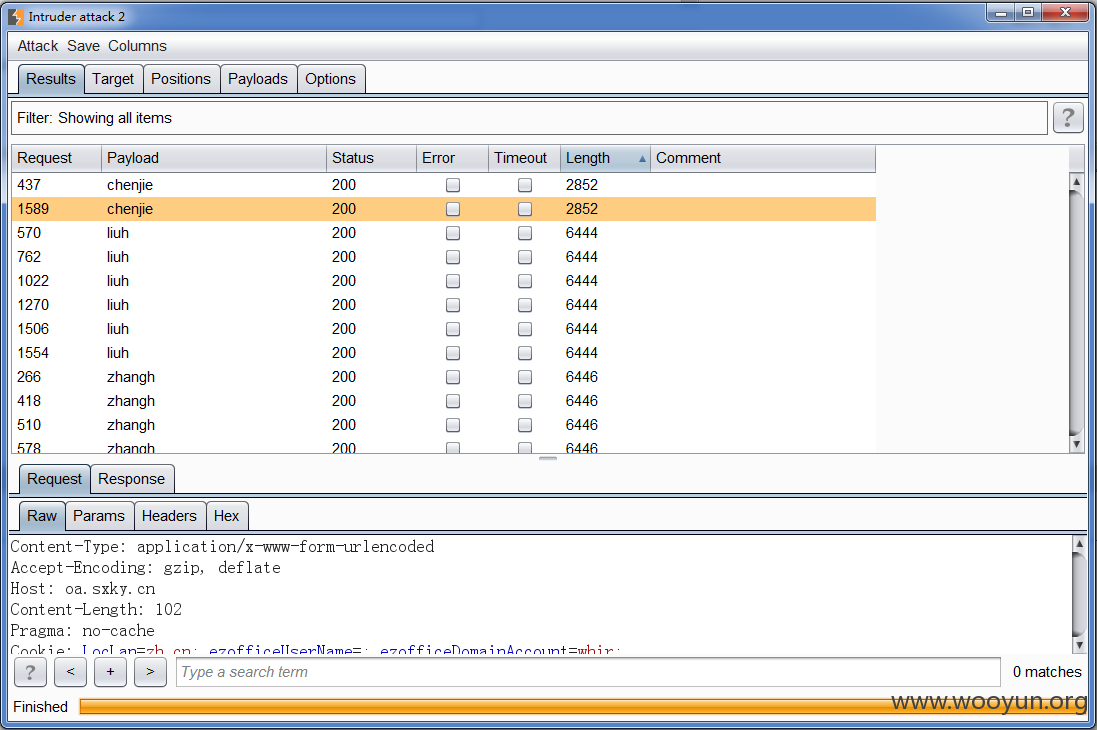 Intruder attack 2
Attack Save Columns
Results Target Positions Payloads Options
Filter: Showing all items ?
Request Payload Status Error Timeout Length Comment
437 chenjie 200 2852
1589 chenjie 200 2852
570 liuh 200 6444
762 liuh 200 6444
1022 liuh 200 6444
1270 liuh 200 6444
1506 liuh 200 6444
1554 liuh 200 6444
266 zhangh 200 6446
418 zhangh 200 6446
510 zhangh 200 6446
578 zhangh 200 6446
Request Response
Raw Params Headers Hex
Content-Type: application/x-www-form-urlencoded
Accept-Encoding: gzip, deflate
Host: oa.sxky.cn
Content-Length: 102
Pragma: no-cache
Cookie: LocLan=zh_cn; ezofficeUserName=; ezofficeDomainAccount=whir;
? < + > Type a search term 0 matches
Finished
www.wooyun.org